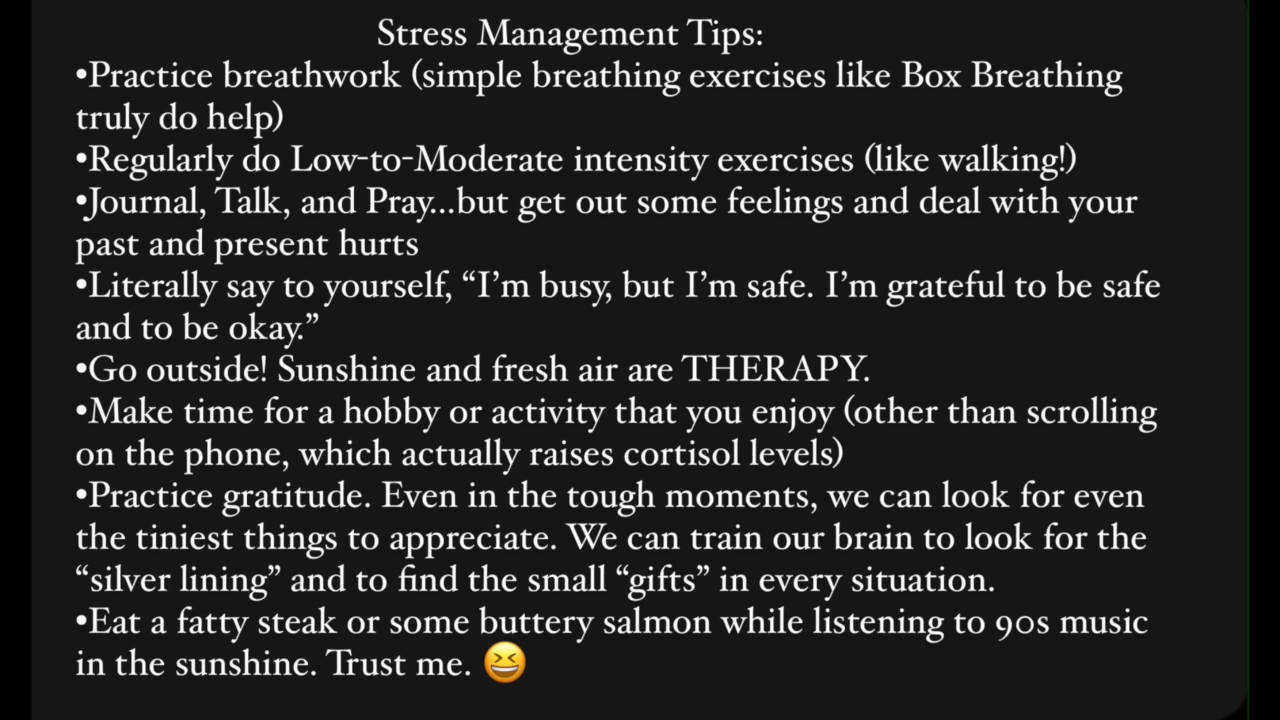 Stress Management Tips:
•Practice breathwork (simple breathing exercises like Box Breathing
truly do help)
•Regularly do Low-to-Moderate intensity exercises (like walking!)
•Journal, Talk, and Pray...but get out some feelings and deal with your
past and present hurts
•Literally say to yourself, “I’m busy, but I’m safe. I’m grateful to be safe
and to be okay.”
•Go outside! Sunshine and fresh air are THERAPY.
•Make time for a hobby or activity that you enjoy (other than scrolling
on the phone, which actually raises cortisol levels)
•Practice gratitude. Even in the tough moments, we can look for even
the tiniest things to appreciate. We can train our brain to look for the
“silver lining” and to find the small “gifts” in every situation.
•Eat a fatty steak or some buttery salmon while listening to 90s music
in the sunshine. Trust me. 😆